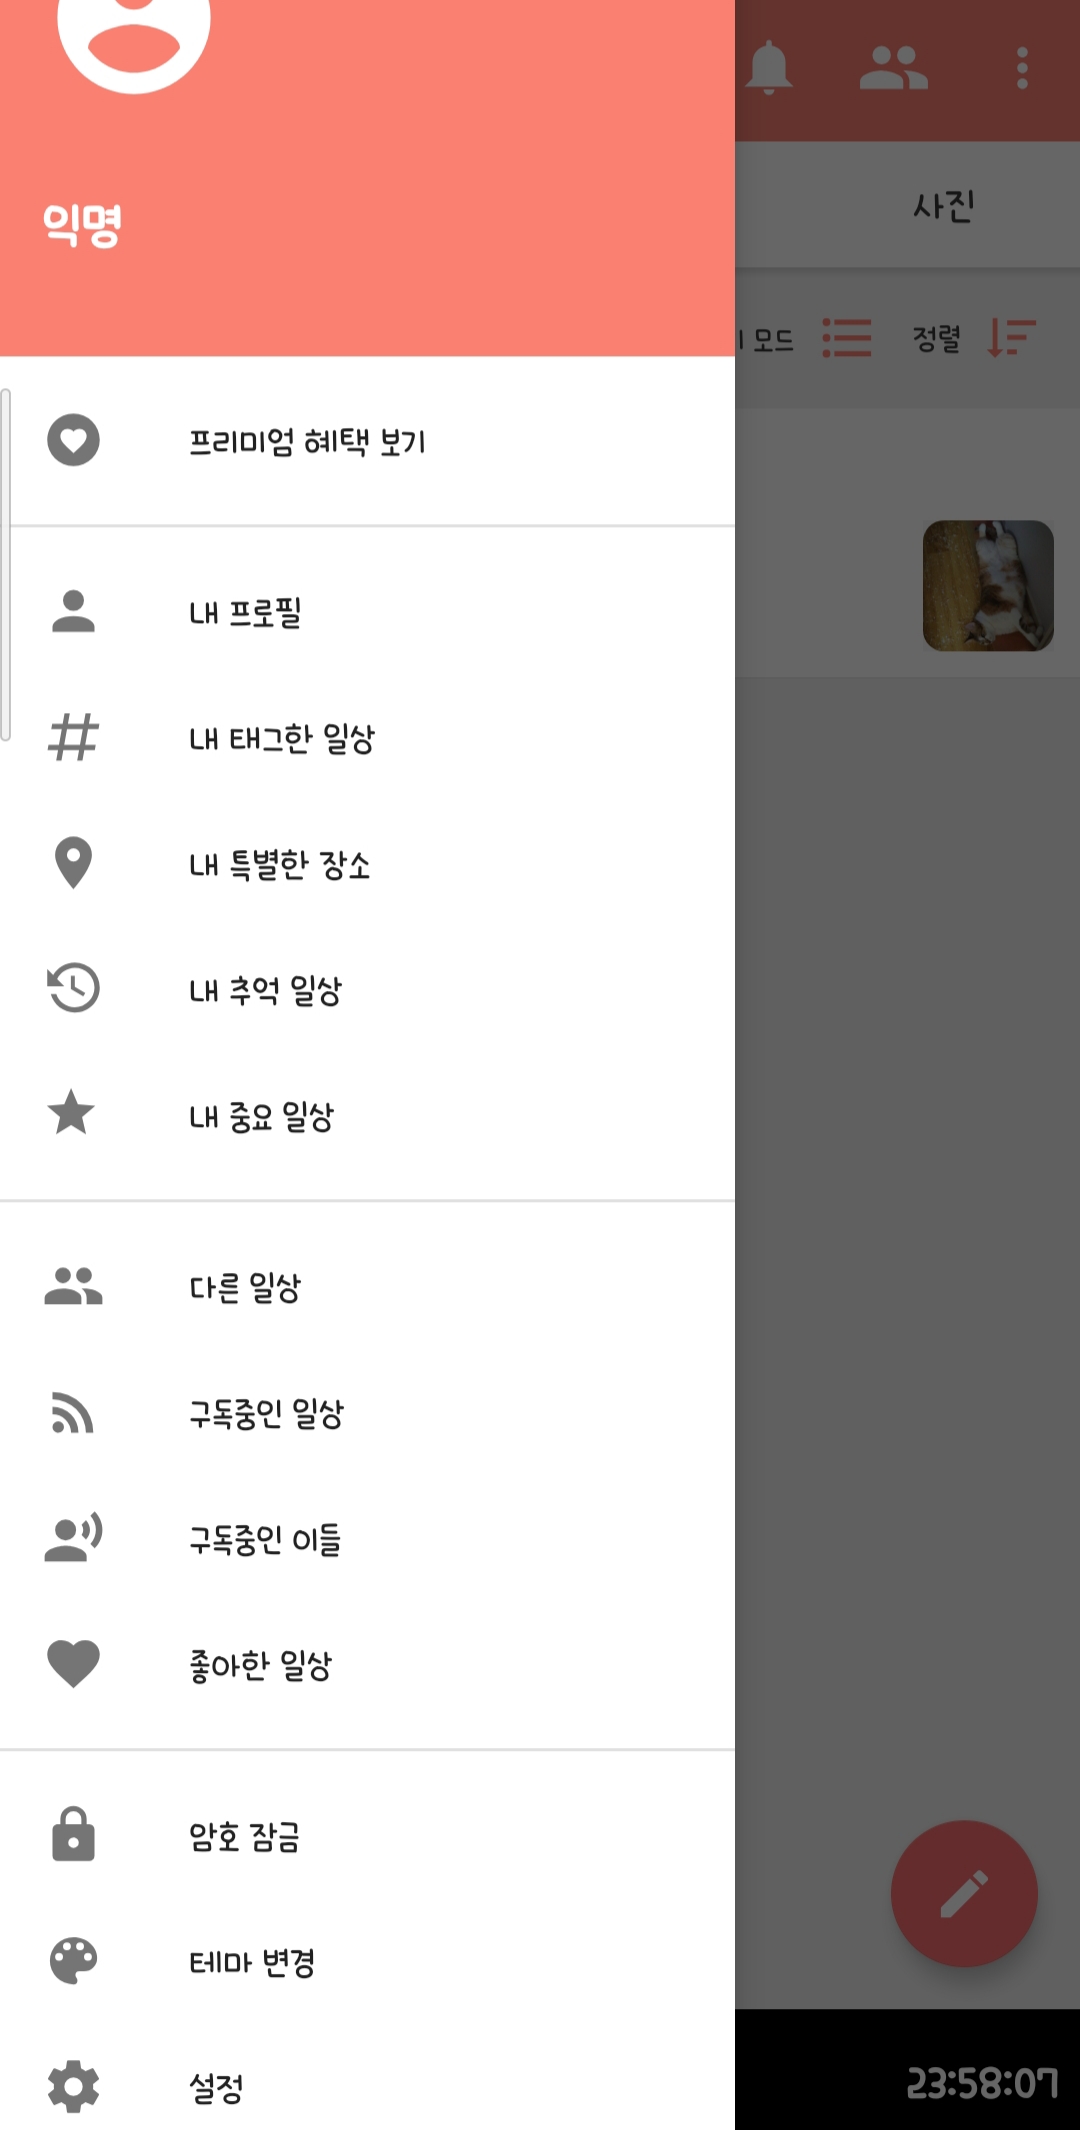 익명
사진
모드
정렬
프리미엄 혜택 보기
내 프로필
내 태그한 일상
내 특별한 장소
내 추억 일상
내 중요 일상
다른 일상
구독중인 일상
구독중인 이들
좋아한 일상
암호 잠금
테마 변경
설정
23:58:07